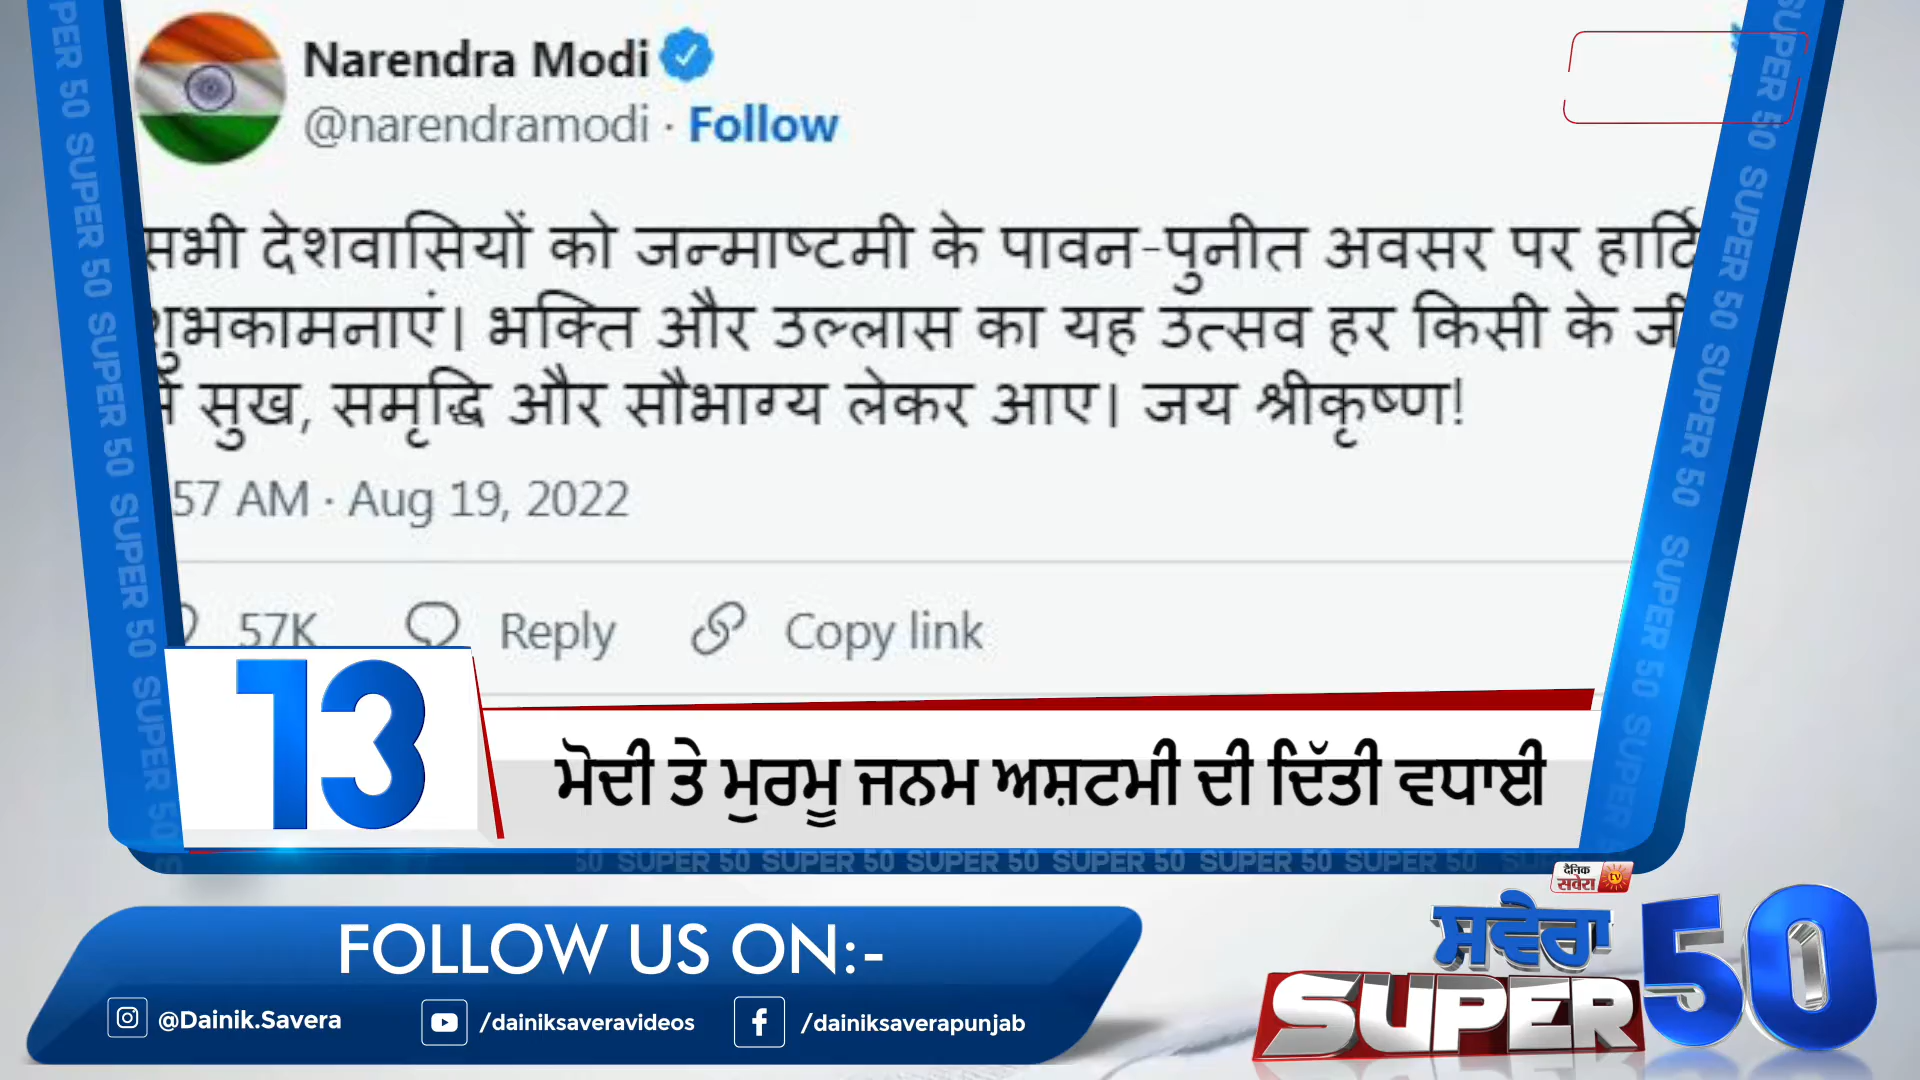 Narendra Modi
@narendramodi · Follow
सभी देशवासियों को जन्माष्टमी के पावन-पुनीत अवसर पर
शुभकामनाएं। भक्ति और उल्लास का यह उत्सव हर किसी के
सुख, समृद्धि और सौभाग्य लेकर आए। जय श्रीकृष्ण!
57 AM · Aug 19, 2022
57K Reply Copy link
13
ਮੋਦੀ ਤੇ ਮੁਰਮੂ ਜਨਮ ਅਸ਼ਟਮੀ ਦੀ ਦਿੱਤੀ ਵਧਾਈ
SUPER 50 SUPER 50 SUPER 50 SUPER 50 SUPER 50 SUPER 50
दैनिक
सवेरा tv
ਸਵੇਰਾ
SUPER 50
FOLLOW US ON:-
@Dainik.Savera /dainiksaveravideos /dainiksaverapunjab